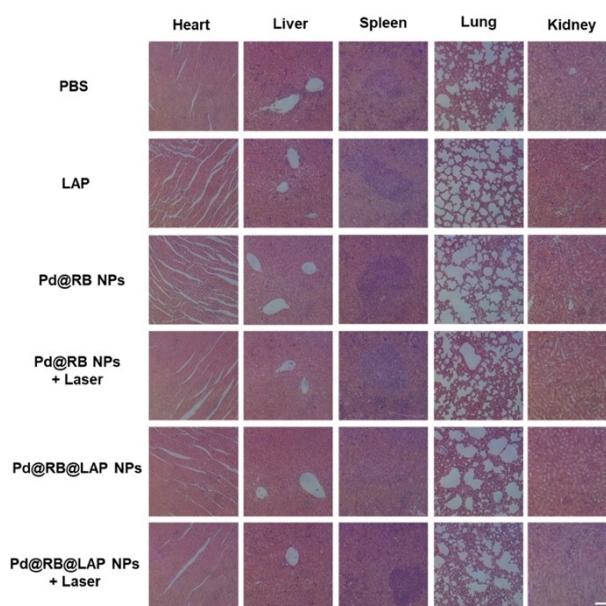 Heart Liver Spleen Lung Kidney
PBS
LAP
Pd@RB NPs
Pd@RB NPs
+ Laser
Pd@RB@LAP NPs
Pd@RB@LAP NPs
+ Laser